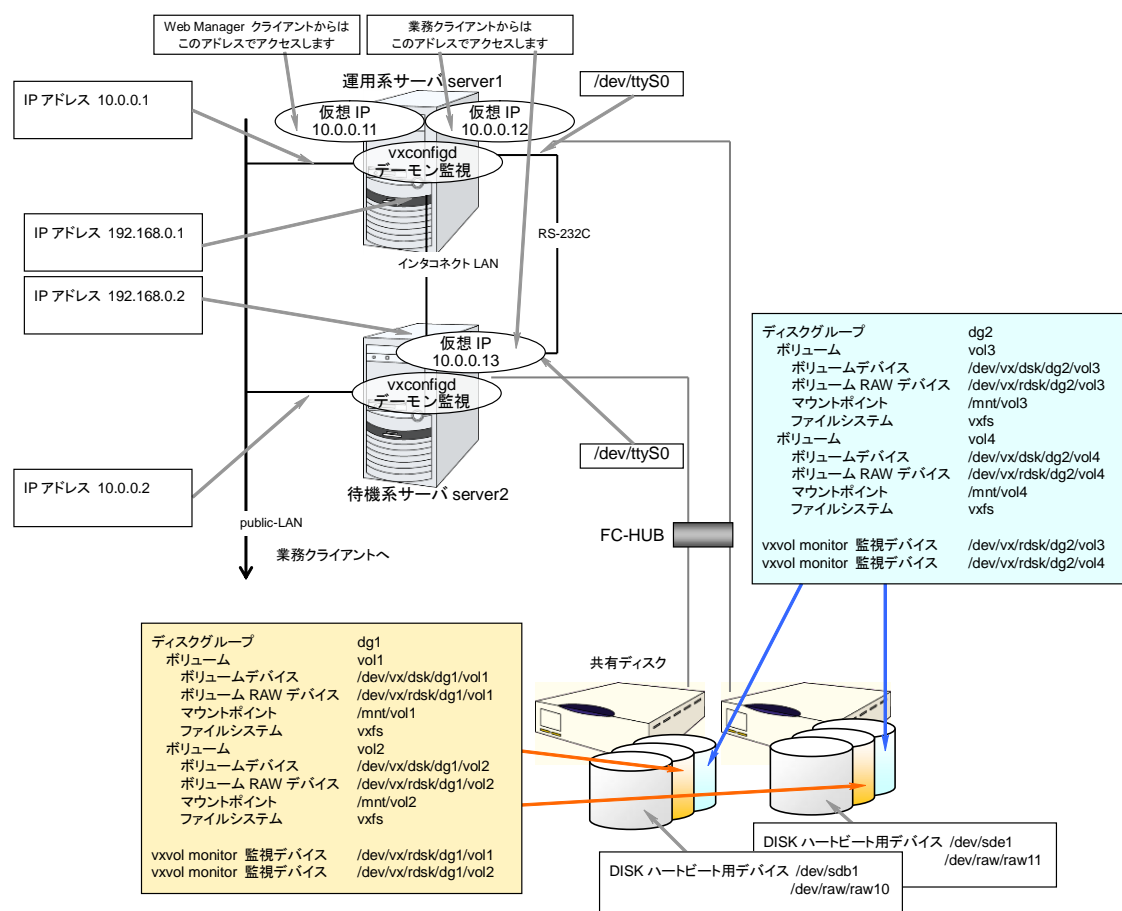 Web Manager クライアントからは
このアドレスでアクセスします
業務クライアントからは
このアドレスでアクセスします
運用系サーバ server1
/dev/ttyS0
IP アドレス 10.0.0.1
仮想 IP
10.0.0.11
仮想 IP
10.0.0.12
vxconfigd
デーモン監視
IP アドレス 192.168.0.1
RS-232C
インタコネクト LAN
IP アドレス 192.168.0.2
仮想 IP
10.0.0.13
vxconfigd
デーモン監視
/dev/ttyS0
IP アドレス 10.0.0.2
待機系サーバ server2
public-LAN
業務クライアントへ
FC-HUB
ディスクグループ dg2
ボリューム vol3
ボリュームデバイス /dev/vx/dsk/dg2/vol3
ボリューム RAW デバイス /dev/vx/rdsk/dg2/vol3
マウントポイント /mnt/vol3
ファイルシステム vxfs
ボリューム vol4
ボリュームデバイス /dev/vx/dsk/dg2/vol4
ボリューム RAW デバイス /dev/vx/rdsk/dg2/vol4
マウントポイント /mnt/vol4
ファイルシステム vxfs
vxvol monitor 監視デバイス /dev/vx/rdsk/dg2/vol3
vxvol monitor 監視デバイス /dev/vx/rdsk/dg2/vol4
ディスクグループ dg1
ボリューム vol1
ボリュームデバイス /dev/vx/dsk/dg1/vol1
ボリューム RAW デバイス /dev/vx/rdsk/dg1/vol1
マウントポイント /mnt/vol1
ファイルシステム vxfs
ボリューム vol2
ボリュームデバイス /dev/vx/dsk/dg1/vol2
ボリューム RAW デバイス /dev/vx/rdsk/dg1/vol2
マウントポイント /mnt/vol2
ファイルシステム vxfs
vxvol monitor 監視デバイス /dev/vx/rdsk/dg1/vol1
vxvol monitor 監視デバイス /dev/vx/rdsk/dg1/vol2
共有ディスク
DISK ハートビート用デバイス /dev/sde1
/dev/raw/raw11
DISK ハートビート用デバイス /dev/sdb1
/dev/raw/raw10